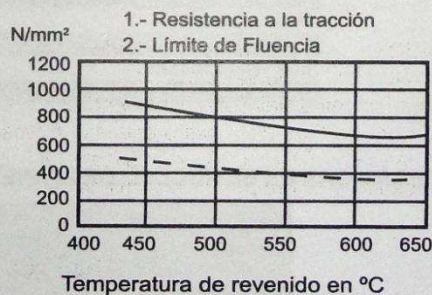 1.- Resistencia a la tracción
N/mm²
2.- Límite de Fluencia
1200
1000
800
600
400
200
0
400 450 500 550 600 650
Temperatura de revenido en ºC